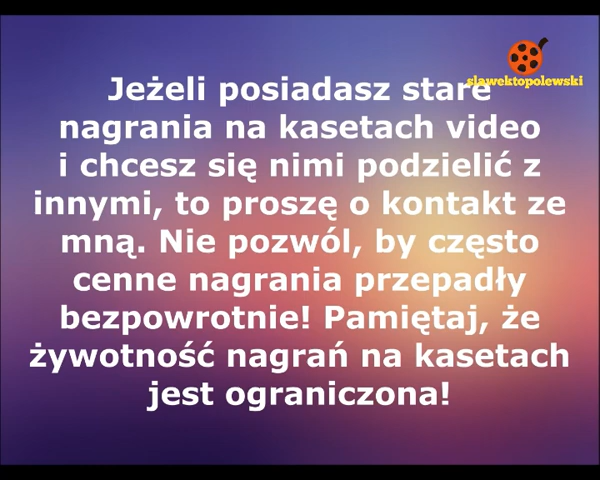 slawektopolewski
Jeżeli posiadasz stare
nagrania na kasetach video
i chcesz się nimi podzielić z
innymi, to proszę o kontakt ze
mną. Nie pozwól, by często
cenne nagrania przepadły
bezpowrotnie! Pamiętaj, że
żywotność nagrań na kasetach
jest ograniczona!